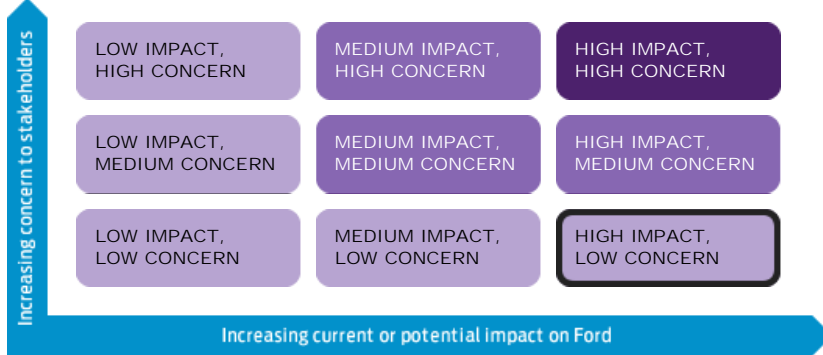 Increasing concern to stakeholders
LOW IMPACT,
HIGH CONCERN
MEDIUM IMPACT,
HIGH CONCERN
HIGH IMPACT,
HIGH CONCERN
LOW IMPACT,
MEDIUM CONCERN
MEDIUM IMPACT,
MEDIUM CONCERN
HIGH IMPACT,
MEDIUM CONCERN
LOW IMPACT,
LOW CONCERN
MEDIUM IMPACT,
LOW CONCERN
HIGH IMPACT,
LOW CONCERN
Increasing current or potential impact on Ford